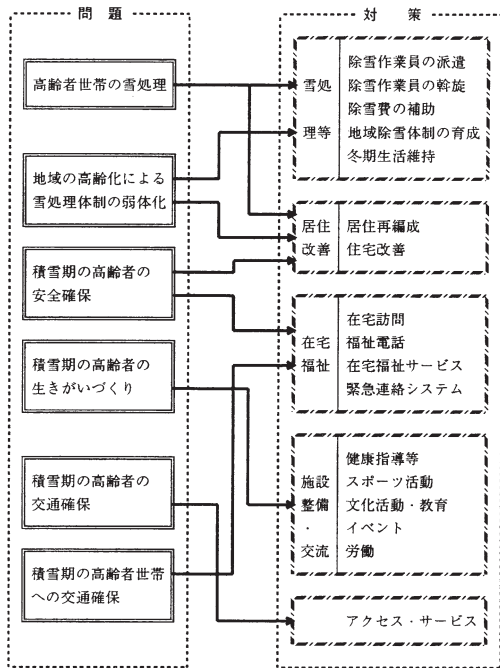 問題
高齢者世帯の雪処理
地域の高齢化による
雪処理体制の弱体化
積雪期の高齢者の
安全確保
積雪期の高齢者の
生きがいづくり
積雪期の高齢者の
交通確保
積雪期の高齢者世帯
への交通確保
対策
雪処
理等
除雪作業員の派遣
除雪作業員の斡旋
除雪費の補助
地域除雪体制の育成
冬期生活維持
居住
改善
居住再編成
住宅改善
在宅
福祉
在宅訪問
福祉電話
在宅福祉サービス
緊急連絡システム
施設
整備
・
交流
健康指導等
スポーツ活動
文化活動・教育
イベント
労働
アクセス・サービス